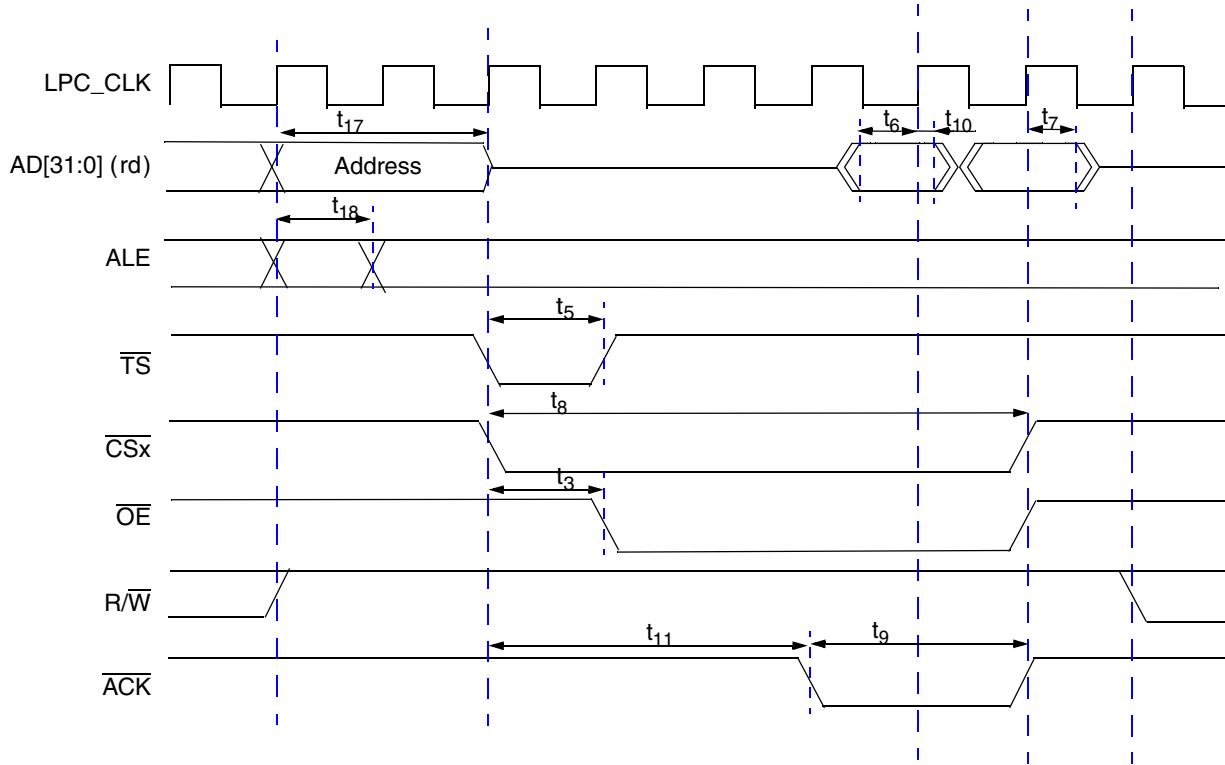 LPC_CLK
t17
t6
t10
t7
AD[31:0] (rd)
Address
t18
ALE
t5
TS
t8
CSx
t3
OE
R/W
t11
t9
ACK